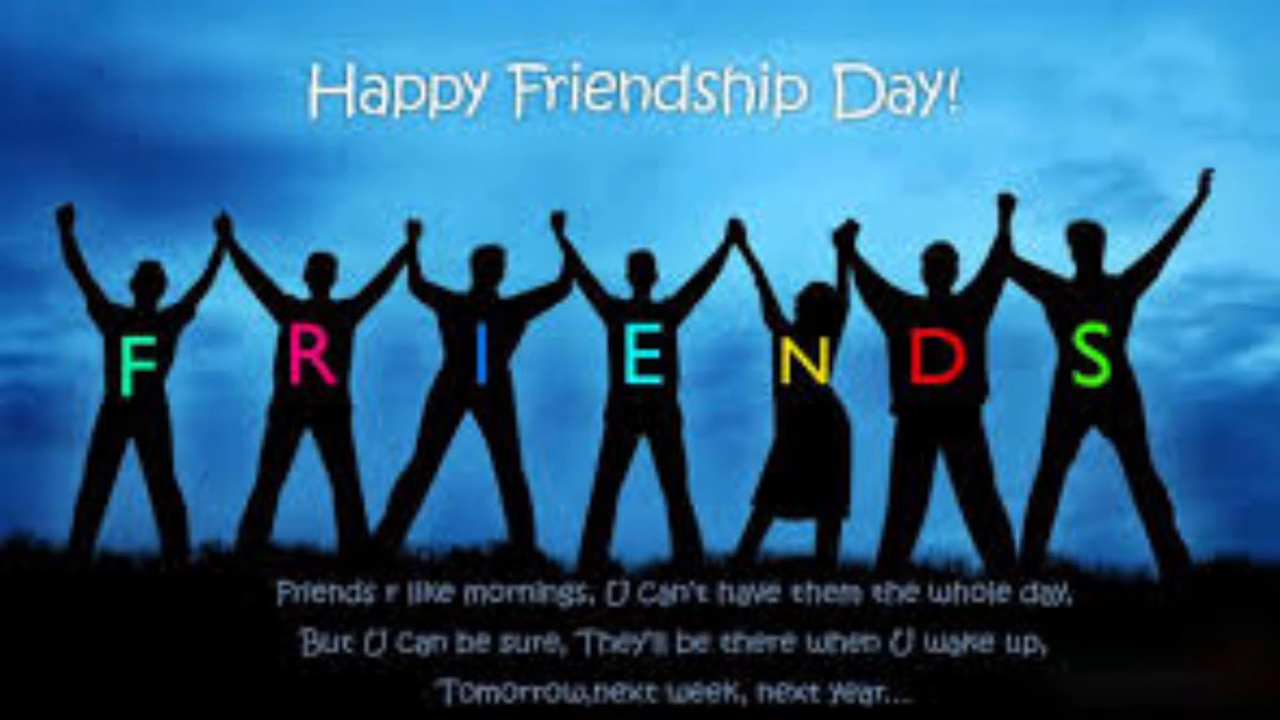 Happy Friendship Day!
F R I E N D S
Friends r like mornings, U Can't have them the whole day,
But U Can be sure, They'll be there when U wake up,
Tomorrow,next week, next year...